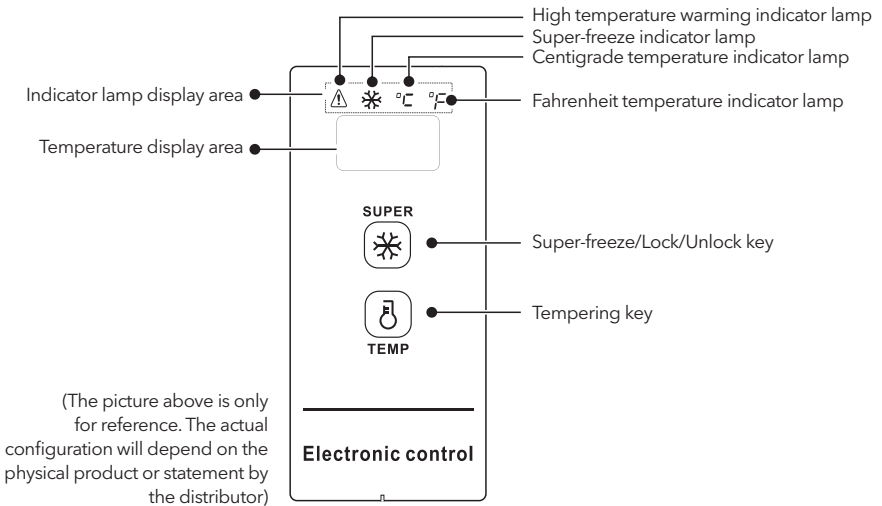 High temperature warming indicator lamp
Super-freeze indicator lamp
Centigrade temperature indicator lamp
Indicator lamp display area
°C °F
Fahrenheit temperature indicator lamp
Temperature display area
SUPER
Super-freeze/Lock/Unlock key
Tempering key
TEMP
(The picture above is only
for reference. The actual
configuration will depend on the
physical product or statement by
the distributor)
Electronic control